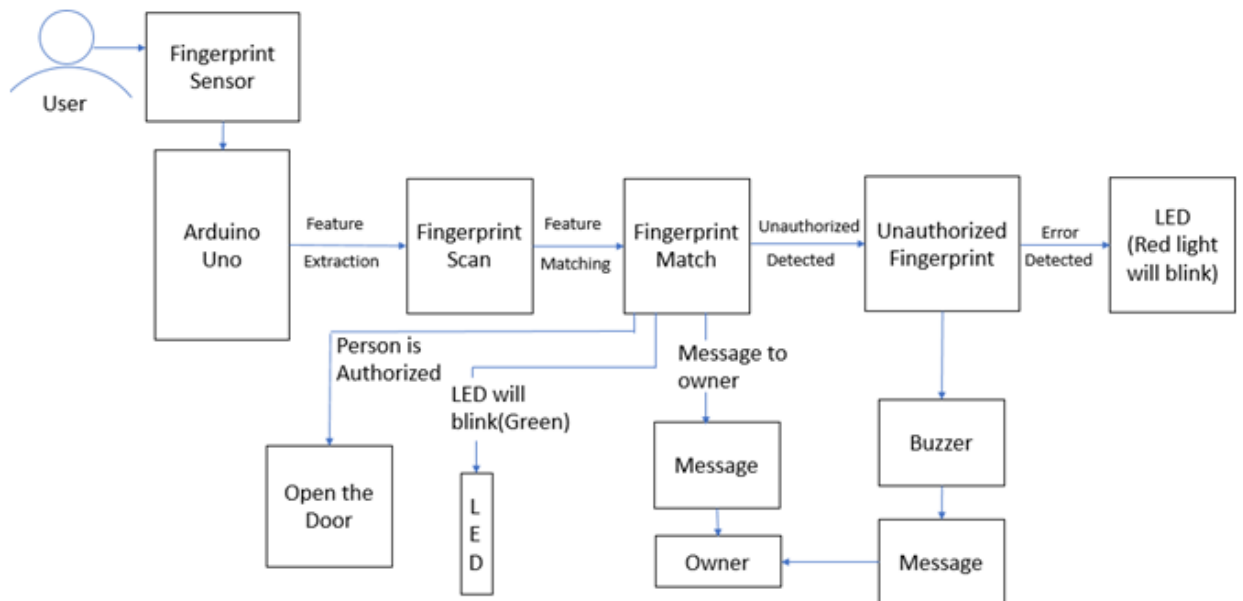 Fingerprint
Sensor
User
Arduino
Uno
Feature
Extraction
Fingerprint
Scan
Feature
Matching
Fingerprint
Match
Unauthorized
Detected
Unauthorized
Fingerprint
Error
Detected
LED
(Red light
will blink)
Person is
Authorized
Open the
Door
LED will
blink(Green)
L
E
D
Message to
owner
Message
Owner
Buzzer
Message